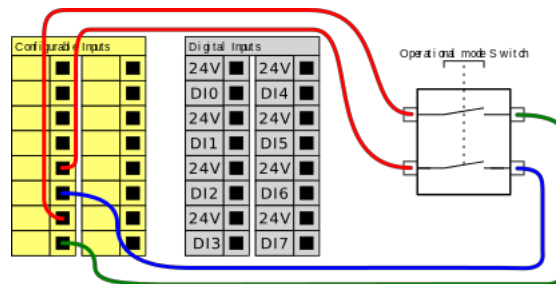 Configurable Inputs
Digital Inputs
Operational mode Switch
24V 24V
DI0 DI4
24V 24V
DI1 DI5
24V 24V
DI2 DI6
24V 24V
DI3 DI7